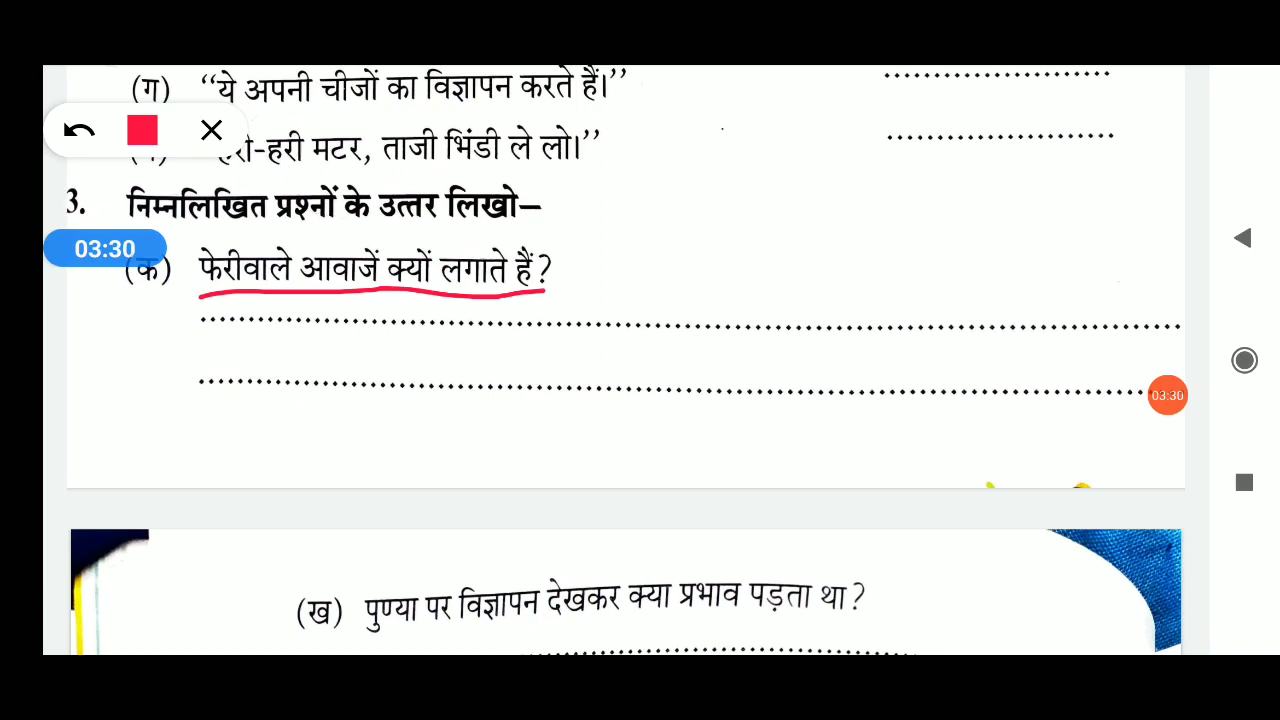 (ग) “ये अपनी चीजों का विज्ञापन करते हैं।”
हरी-हरी मटर, ताजी भिंडी ले लो।”
3. निम्नलिखित प्रश्नों के उत्तर लिखो–
03:30
(क) फेरीवाले आवाजें क्यों लगाते हैं?
03:30
(ख) पुण्या पर विज्ञापन देखकर क्या प्रभाव पड़ता था?